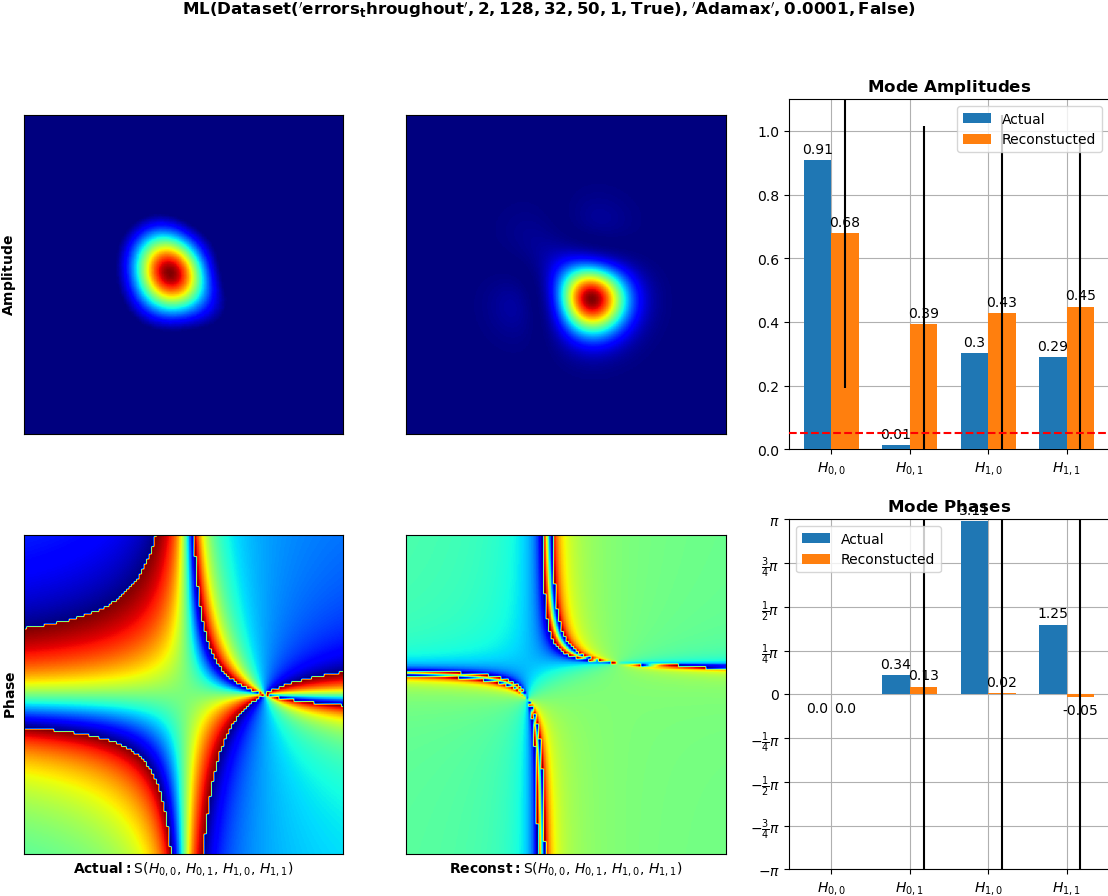 ML(Dataset('errors_throughout', 2, 128, 32, 50, 1, True), 'Adamax', 0.0001, False)
Mode Amplitudes
Actual
Reconstucted
Amplitude
1.0
0.8
0.6
0.4
0.2
0.0
0.91
0.68
0.01
0.39
0.3
0.43
0.29
0.45
H0,0
H0,1
H1,0
H1,1
Mode Phases
Actual
Reconstucted
Phase
π
3/4π
1/2π
1/4π
0
−1/4π
−1/2π
−3/4π
−π
0.0
0.0
0.34
0.13
3.11
0.02
1.25
-0.05
H0,0
H0,1
H1,0
H1,1
Actual: S(H0,0, H0,1, H1,0, H1,1)
Reconst: S(H0,0, H0,1, H1,0, H1,1)